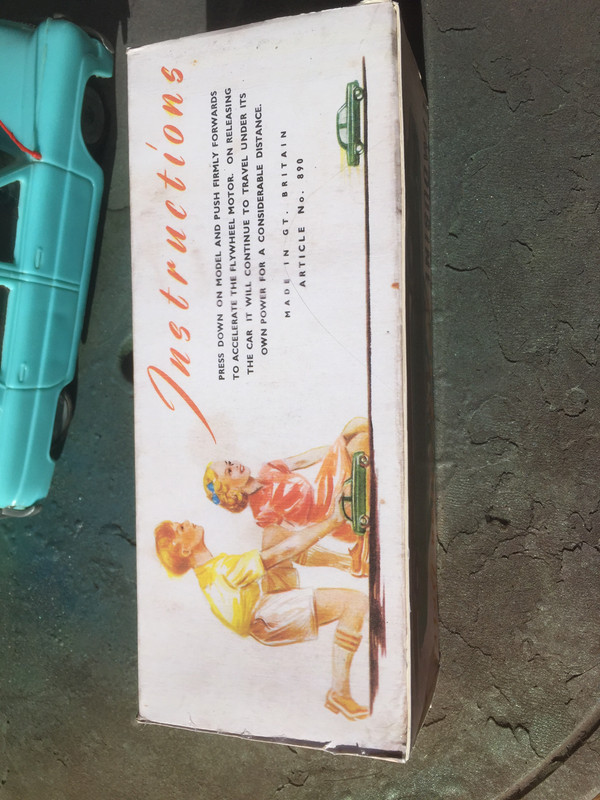 Instructions
PRESS DOWN ON MODEL AND PUSH FIRMLY FORWARDS
TO ACCELERATE THE FLYWHEEL MOTOR. ON RELEASING
THE CAR IT WILL CONTINUE TO TRAVEL UNDER ITS
OWN POWER FOR A CONSIDERABLE DISTANCE.
MADE IN GT. BRITAIN
ARTICLE No. 890